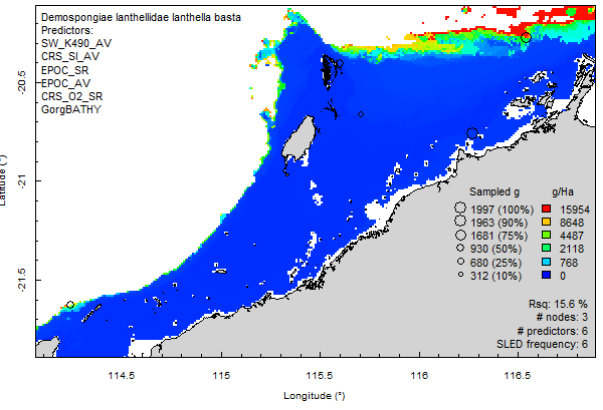 Demospongiae Ianthellidae Ianthella basta
Predictors:
SW_K490_AV
CRS_SI_AV
EPOC_SR
EPOC_AV
CRS_O2_SR
GorgBATHY
20.5
21
21.5
Latitude (°)
Sampled g g/Ha
1997 (100%) 15954
1963 (90%) 8648
1681 (75%) 4487
930 (50%) 2118
680 (25%) 768
312 (10%) 0
Rsq: 15.6 %
# nodes: 3
# predictors: 6
SLED frequency: 6
114.5 115 115.5 116 116.5
Longitude (°)